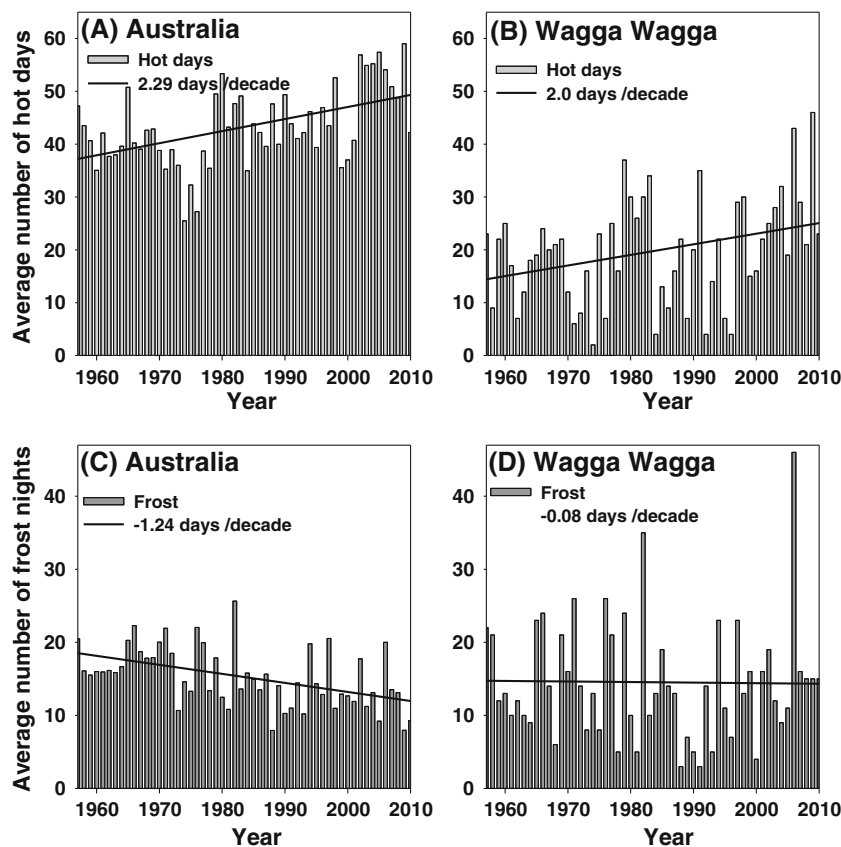 (A) Australia
Hot days
2.29 days /decade
Average number of hot days
60
50
40
30
20
10
0
1960 1970 1980 1990 2000 2010
Year
(B) Wagga Wagga
Hot days
2.0 days /decade
60
50
40
30
20
10
0
1960 1970 1980 1990 2000 2010
Year
(C) Australia
Frost
-1.24 days /decade
Average number of frost nights
40
30
20
10
0
1960 1970 1980 1990 2000 2010
Year
(D) Wagga Wagga
Frost
-0.08 days /decade
40
30
20
10
0
1960 1970 1980 1990 2000 2010
Year